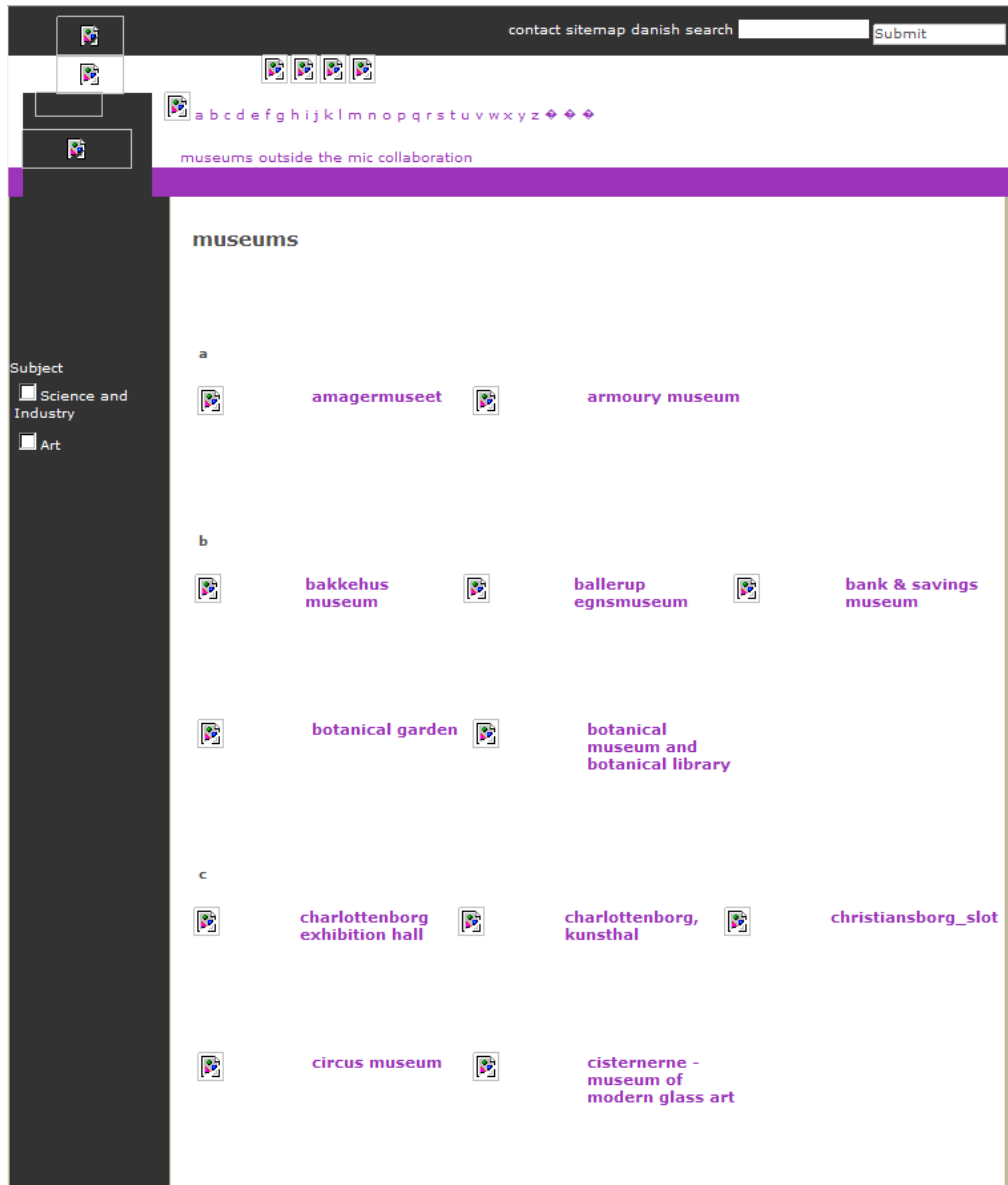 contact sitemap danish search
Submit
a b c d e f g h i j k l m n o p q r s t u v w x y z � � �
museums outside the mic collaboration
museums
Subject
Science and
Industry
Art
a
amagermuseet
armoury museum
b
bakkehus
museum
ballerup
egnsmuseum
bank & savings
museum
botanical garden
botanical
museum and
botanical library
c
charlottenborg
exhibition hall
charlottenborg,
kunsthal
christiansborg_slot
circus museum
cisternerne -
museum of
modern glass art